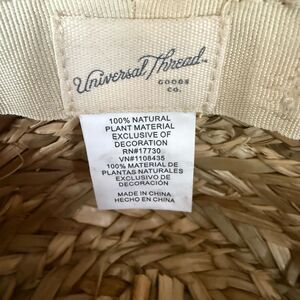 Universal Thread™
GOODS
CO.
100% NATURAL
PLANT MATERIAL
EXCLUSIVE OF
DECORATION
RN#17730
VN#1108435
100% MATERIAL DE
PLANTAS NATURALES
EXCLUSIVO DE
DECORACIÓN
MADE IN CHINA
HECHO EN CHINA